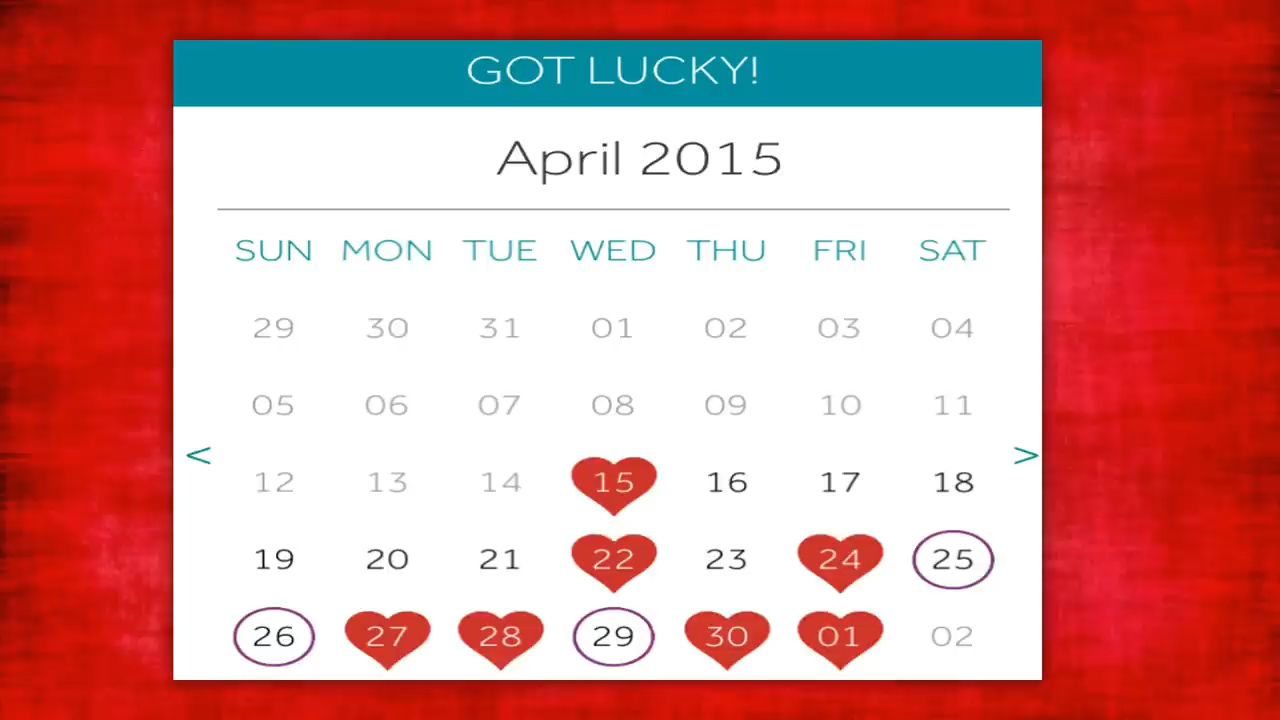 GOT LUCKY!
April 2015
SUN MON TUE WED THU FRI SAT
29 30 31 01 02 03 04
05 06 07 08 09 10 11
< >
12 13 14 15 16 17 18
19 20 21 22 23 24 25
26 27 28 29 30 01 02